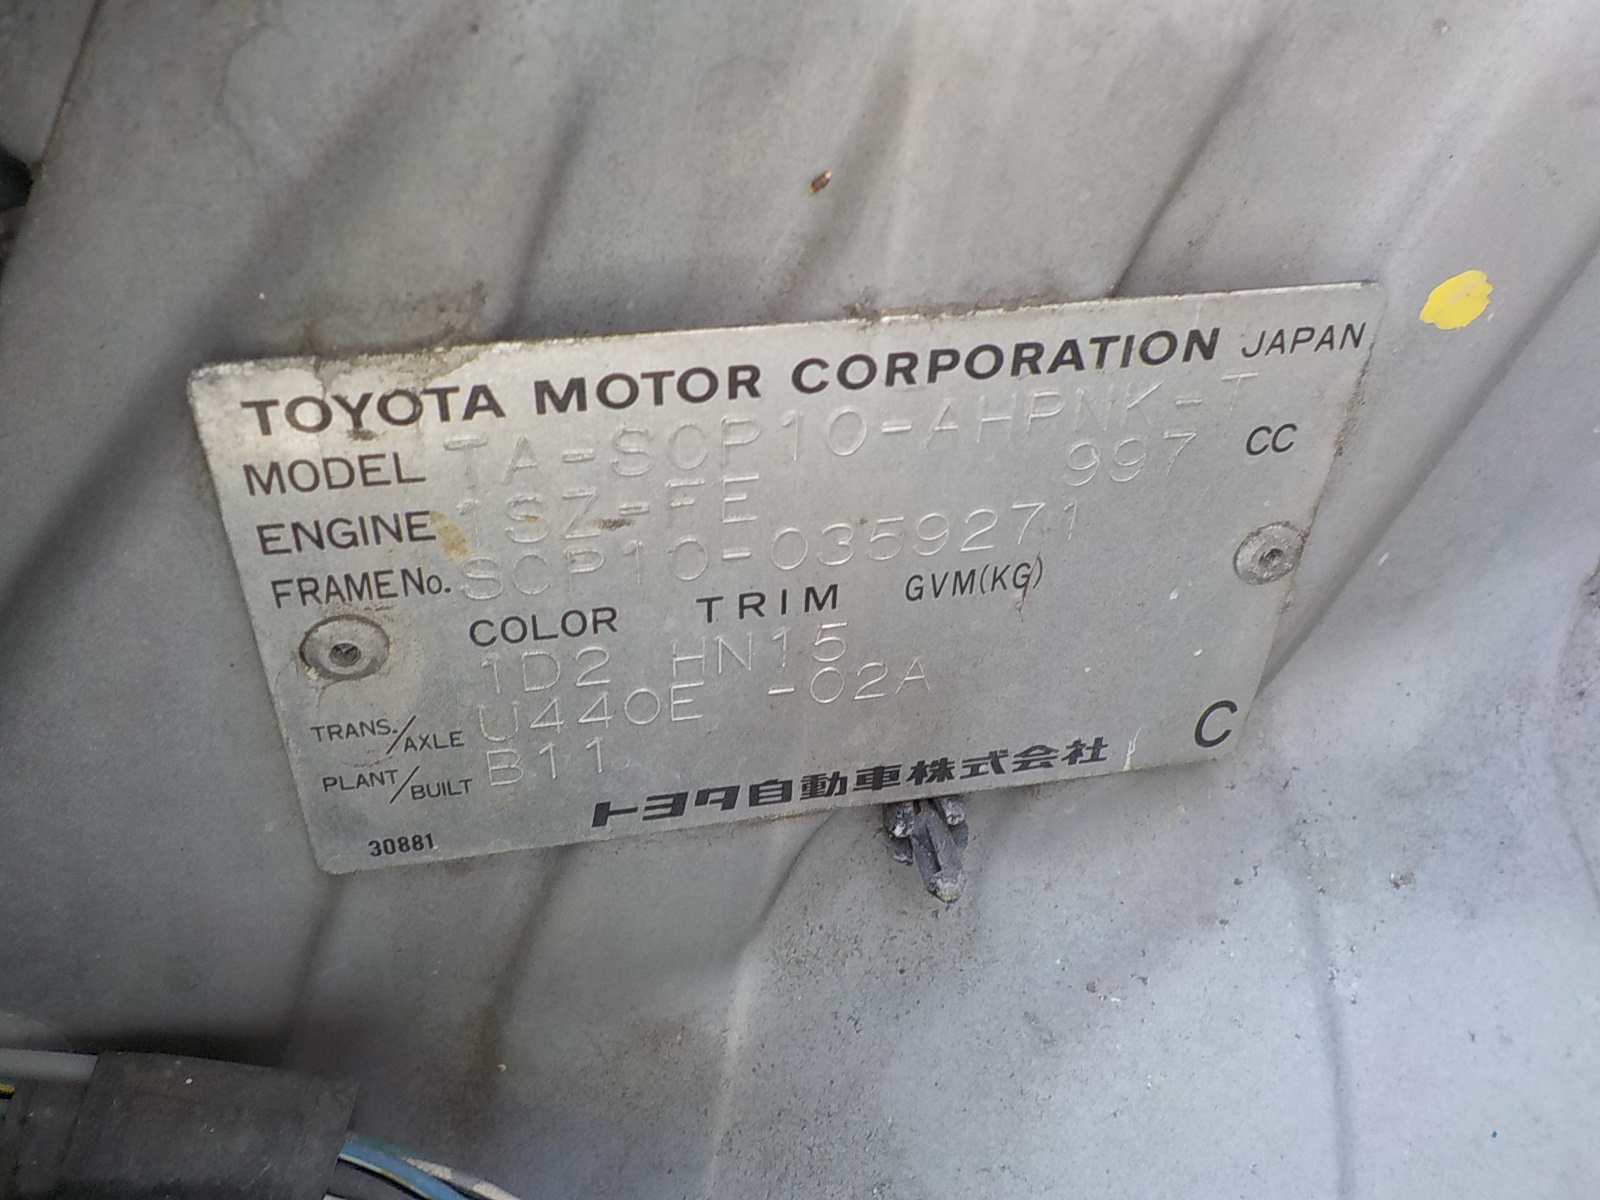 TOYOTA MOTOR CORPORATION JAPAN
MODEL TA-SCP10-AHPNK-T
ENGINE 1SZ-FE 997 CC
FRAME No. SCP10-0359271
COLOR TRIM GVM(KG)
1D2 HN15
TRANS./AXLE U440E -02A
PLANT/BUILT B11
トヨタ自動車株式会社 C
30881